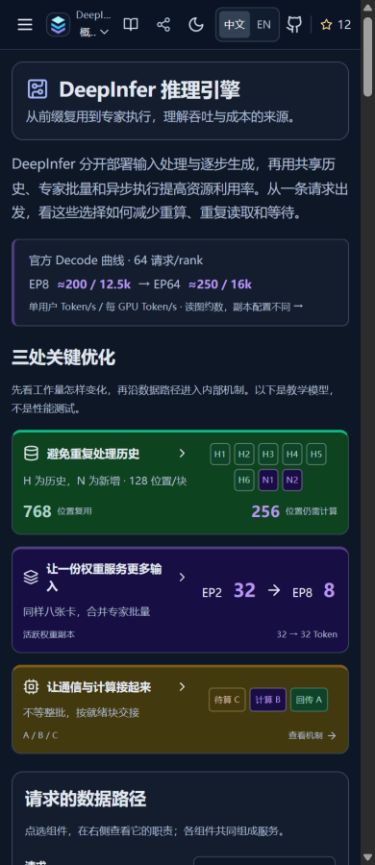 DeepI...
概..
中文
EN
12
DeepInfer 推理引擎
从前缀复用到专家执行，理解吞吐与成本的来源。
DeepInfer 分开部署输入处理与逐步生成，再用共享历
史、专家批量和异步执行提高资源利用率。从一条请求出
发，看这些选择如何减少重算、重复读取和等待。
官方 Decode 曲线 · 64 请求/rank
EP8 ≈200 / 12.5k → EP64 ≈250 / 16k
单用户 Token/s / 每 GPU Token/s · 读图约数，副本配置不同 →
三处关键优化
先看工作量怎样变化，再沿数据路径进入内部机制。以下是教学模型，
不是性能测试。
避免重复处理历史
H1 H2 H3 H4 H5
H6 N1 N2
H 为历史，N 为新增 · 128 位置/块
768 位置复用
256 位置仍需计算
让一份权重服务更多输
入
EP2 32 → EP8 8
同样八张卡，合并专家批量
活跃权重副本
32 → 32 Token
让通信与计算接起来
待算 C 计算 B 回传 A
不等整批，按就绪块交接
A / B / C
查看机制 →
请求的数据路径
点选组件，在右侧查看它的职责；各组件共同组成服务。